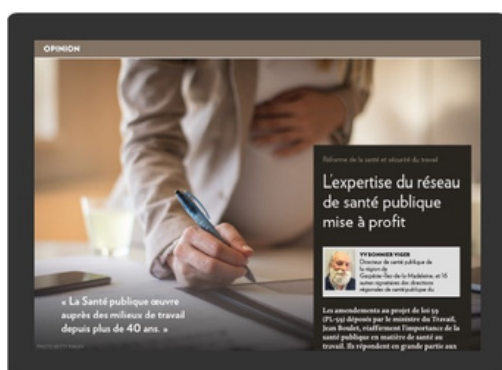 OPINION
Réforme de la santé et sécurité du travail
L'expertise du réseau
de santé publique
mise à profit
YV BONNIER VIGER
Directeur de santé publique de
la région de
Gaspésie–Îles-de-la-Madeleine, et 16
autres signataires des directions
régionales de santé publique du
« La Santé publique œuvre
auprès des milieux de travail
depuis plus de 40 ans. »
Les amendements au projet de loi 59
(PL-59) déposés par le ministre du Travail,
Jean Boulet, réaffirment l'importance de la
santé publique en matière de santé au
travail. Ils répondent en grande partie aux
PHOTO GETTY IMAGES